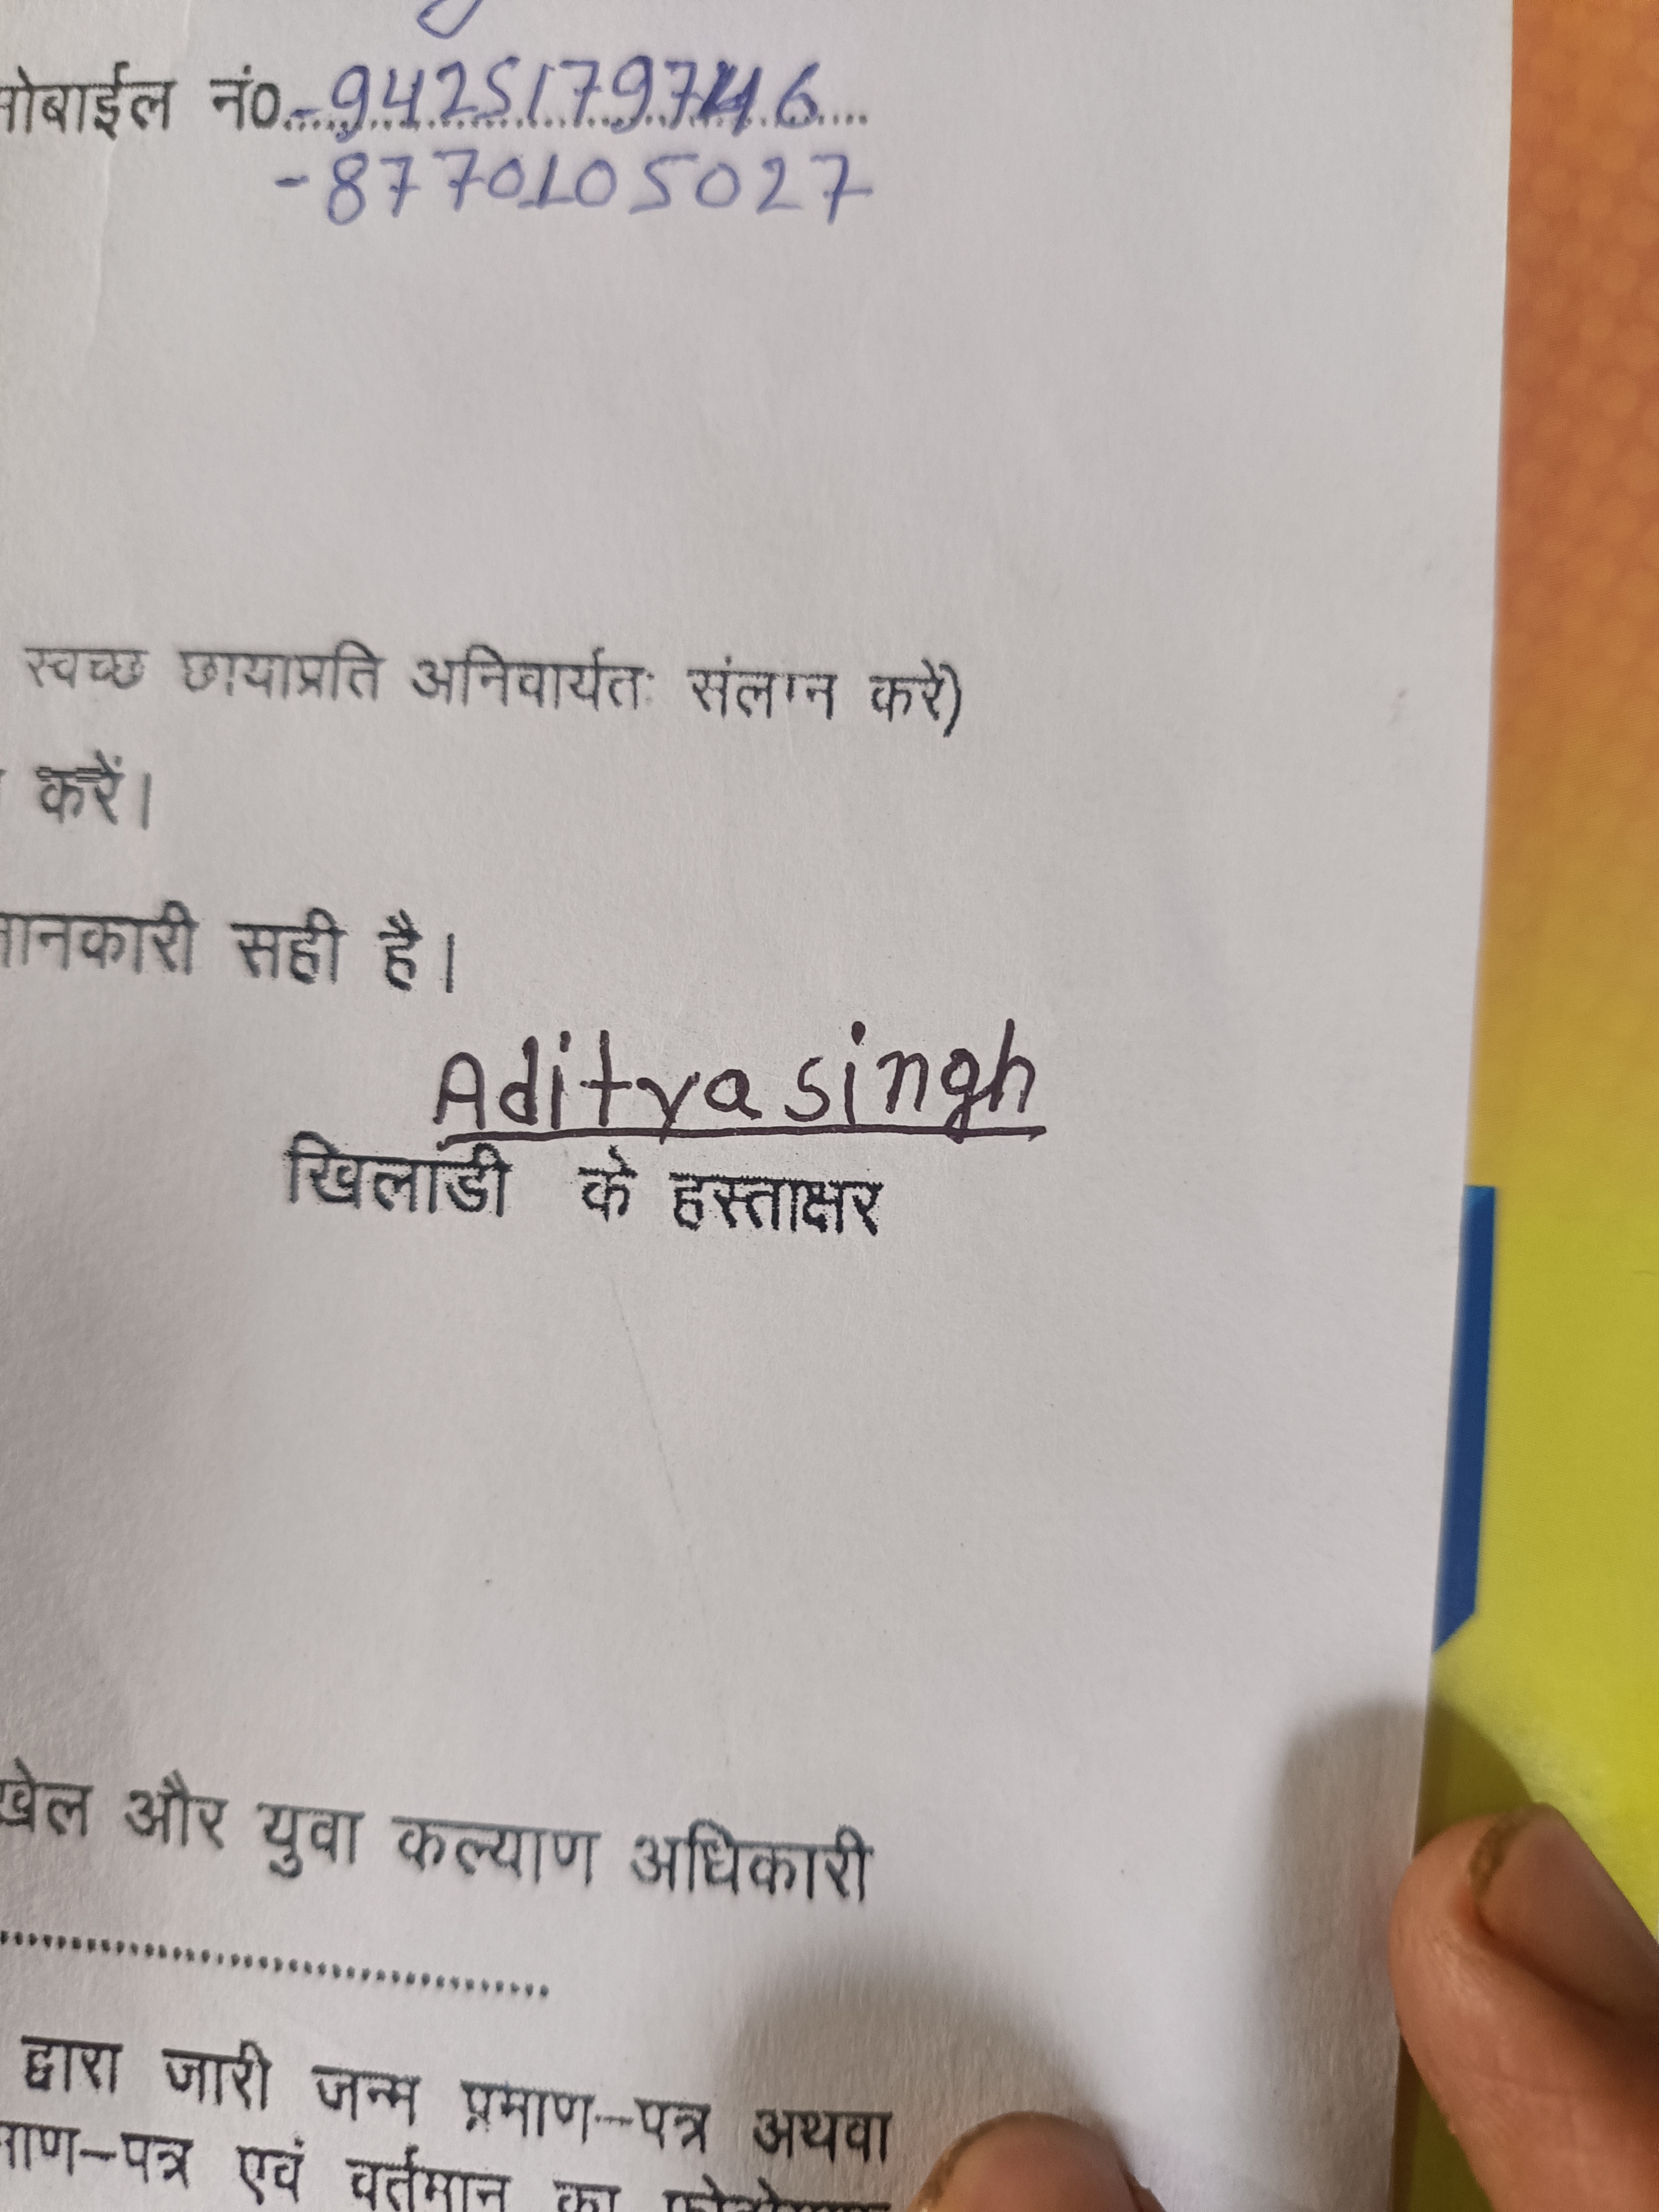 मोबाईल नं०-9425179746
-8770105027
स्वच्छ छायाप्रति अनिवार्यतः संलग्न करें)
करें।
जानकारी सही है।
Aditya singh
खिलाडी के हस्ताक्षर
खेल और युवा कल्याण अधिकारी
द्वारा जारी जन्म प्रमाण–पत्र अथवा
माण–पत्र एवं वर्तमान का